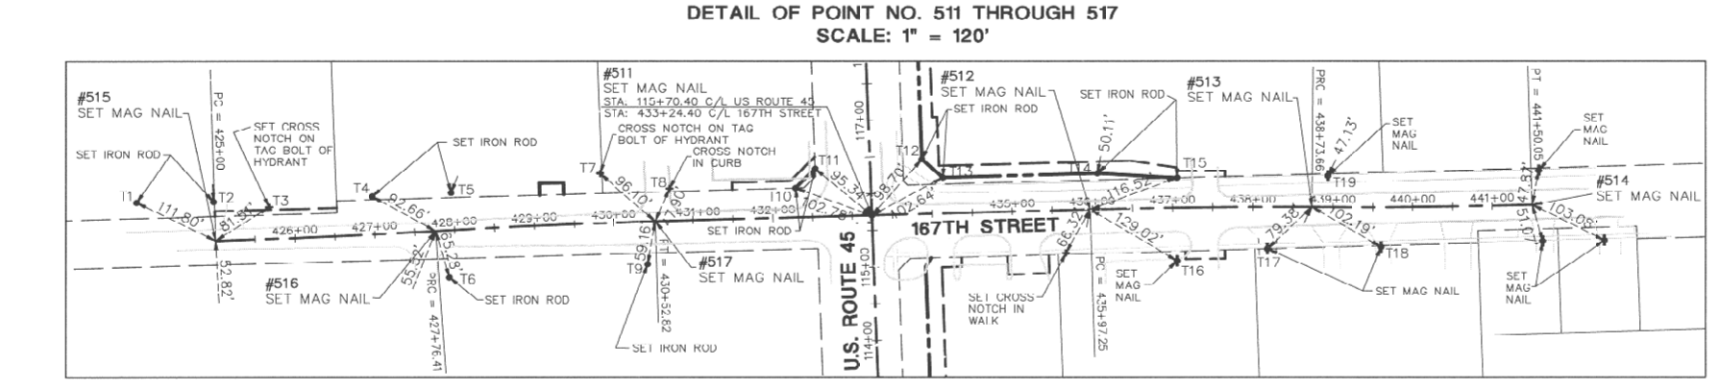 DETAIL OF POINT NO. 511 THROUGH 517
SCALE: 1" = 120'
#515
SET MAG NAIL
PC = 425+00
SET CROSS
NOTCH ON
TAG BOLT OF
HYDRANT
SET IRON ROD
T1
T2
T3
111.80'
52.82'
426+00
427+00
428+00
429+00
430+00
431+00
432+00
SET IRON ROD
T4
T5
92.66'
#516
SET MAG NAIL
T6
SET IRON ROD
PRC = 427+76.41
#511
SET MAG NAIL
STA: 115+70.40 C/L US ROUTE 45
STA: 433+24.40 C/L 167TH STREET
CROSS NOTCH ON TAG
BOLT OF HYDRANT
CROSS NOTCH
IN CURB
T7
T8
T9
96.10'
PT = 430+52.82
#517
SET MAG NAIL
SET IRON ROD
SET IRON ROD
T10
T11
95.34'
102.78'
117+00
115+00
114+00
U.S. ROUTE 45
167TH STREET
#512
SET MAG NAIL
SET IRON ROD
T12
T13
98.70'
102.64'
SET IRON ROD
50.11'
T14
T15
116.52'
129.02'
66.32'
435+00
437+00
438+00
439+00
440+00
441+00
PC = 435+97.25
SET CROSS
NOTCH IN
WALK
SET
MAG
NAIL
T16
#513
SET MAG NAIL
PRC = 438+73.66
47.13'
T19
SET
MAG
NAIL
79.38'
102.19'
T17
T18
SET MAG NAIL
PT = 441+50.05
SET
MAG
NAIL
#514
SET MAG NAIL
103.08'
SET
MAG
NAIL